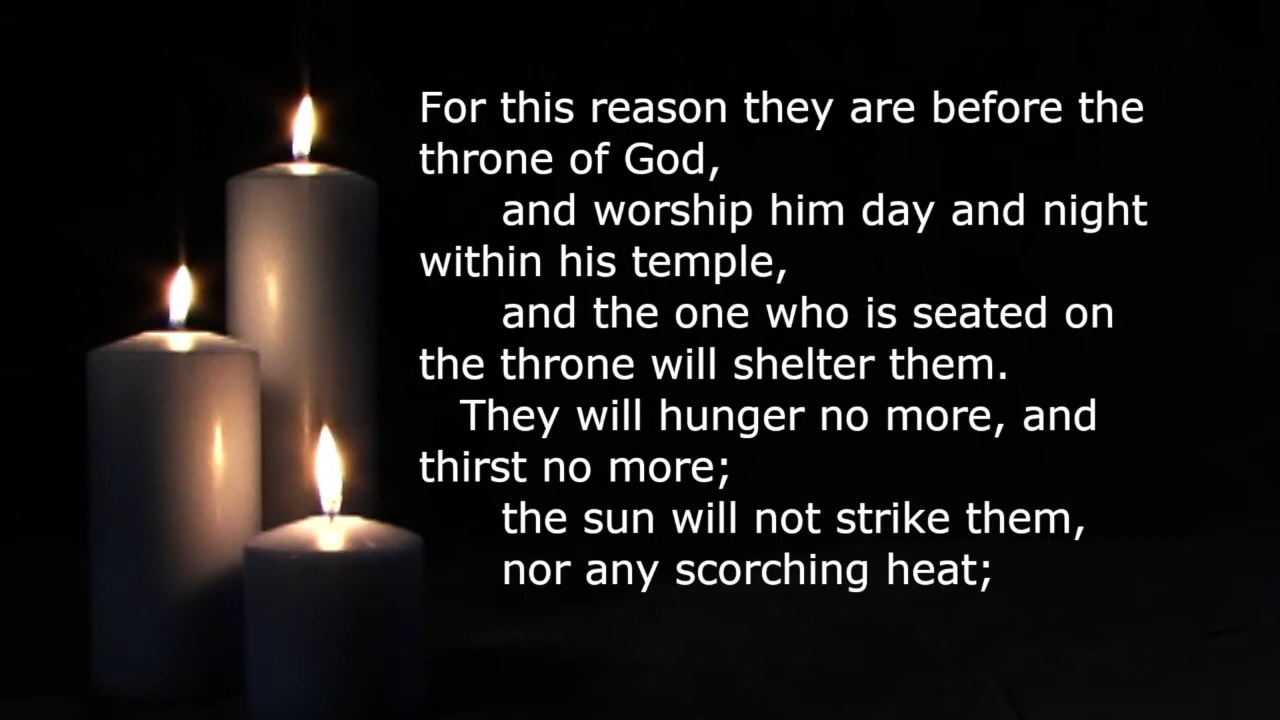 For this reason they are before the
throne of God,
and worship him day and night
within his temple,
and the one who is seated on
the throne will shelter them.
They will hunger no more, and
thirst no more;
the sun will not strike them,
nor any scorching heat;